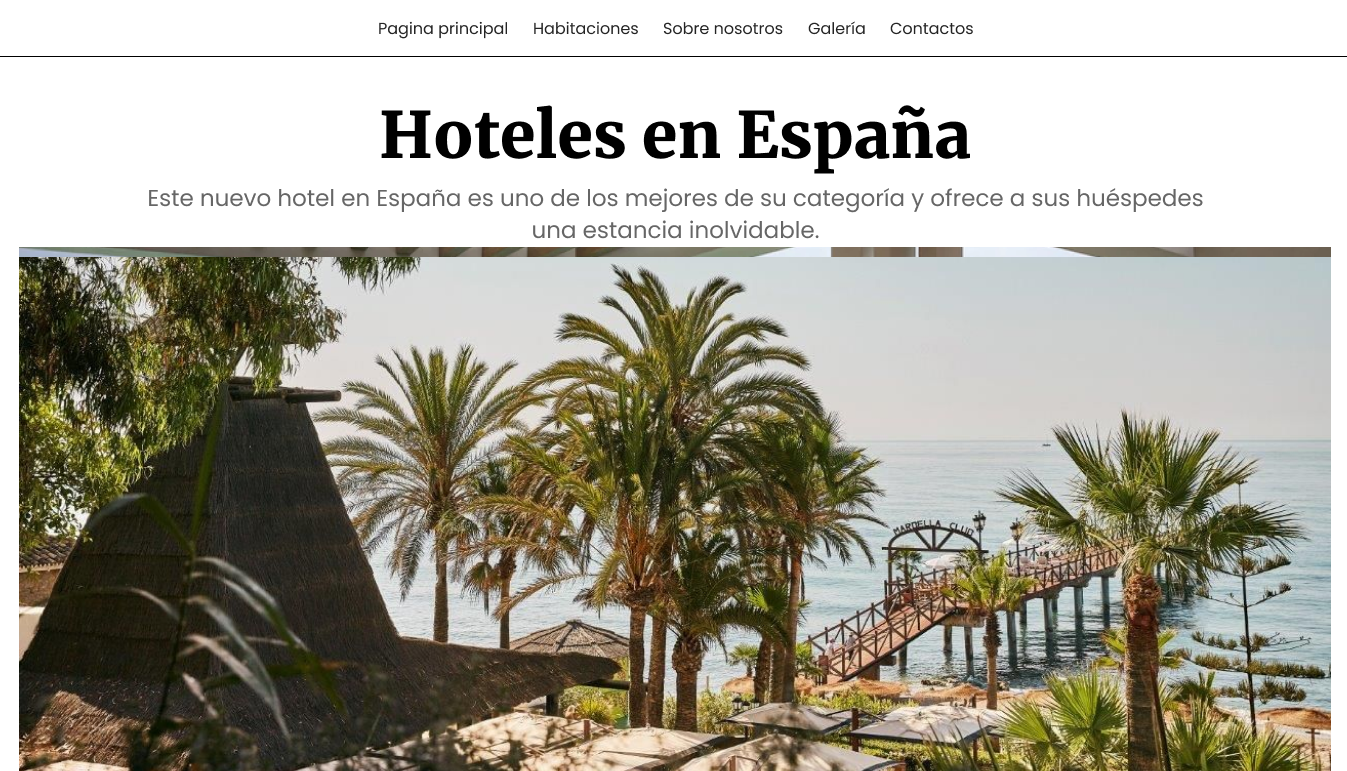 Pagina principal Habitaciones Sobre nosotros Galería Contactos
Hoteles en España
Este nuevo hotel en España es uno de los mejores de su categoría y ofrece a sus huéspedes
una estancia inolvidable.
MARBELLA CLUB